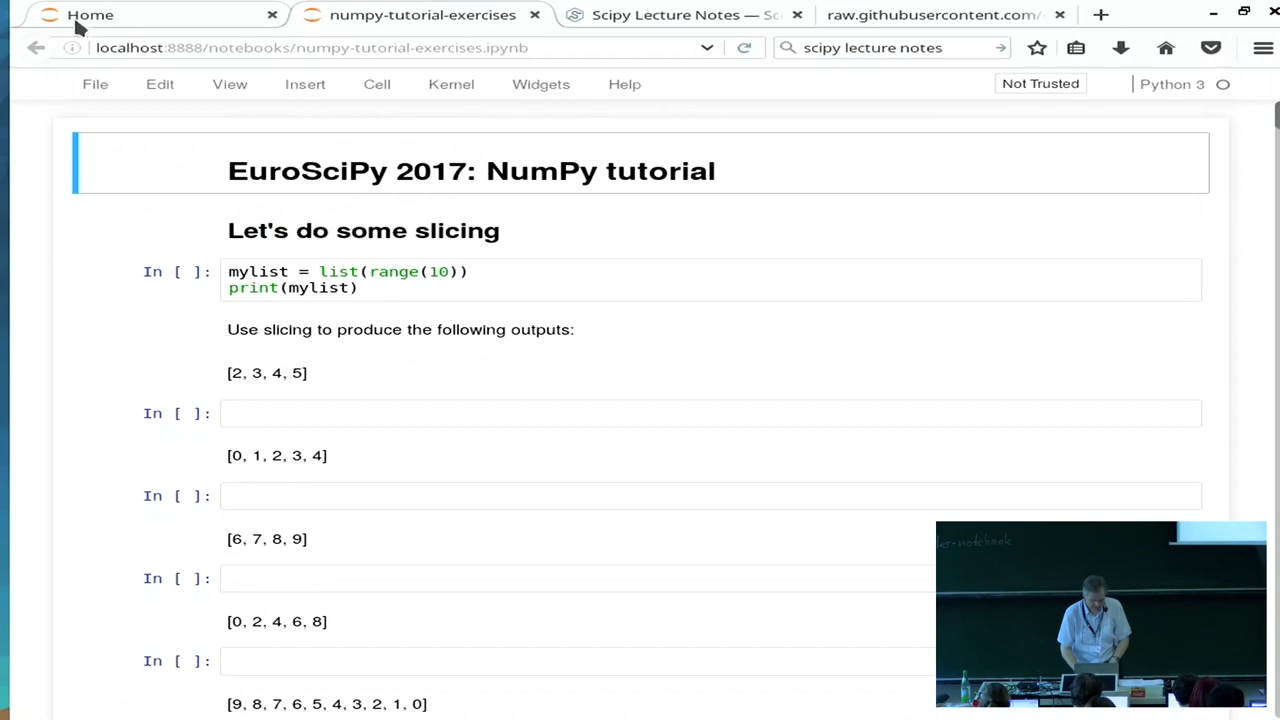 Home
numpy-tutorial-exercises
Scipy Lecture Notes — Sc
raw.githubusercontent.com/
localhost:8888/notebooks/numpy-tutorial-exercises.ipynb
scipy lecture notes
File Edit View Insert Cell Kernel Widgets Help
Not Trusted
Python 3
EuroSciPy 2017: NumPy tutorial
Let's do some slicing
In [ ]: mylist = list(range(10))
print(mylist)
Use slicing to produce the following outputs:
[2, 3, 4, 5]
In [ ]:
[0, 1, 2, 3, 4]
In [ ]:
[6, 7, 8, 9]
In [ ]:
[0, 2, 4, 6, 8]
In [ ]:
[9, 8, 7, 6, 5, 4, 3, 2, 1, 0]